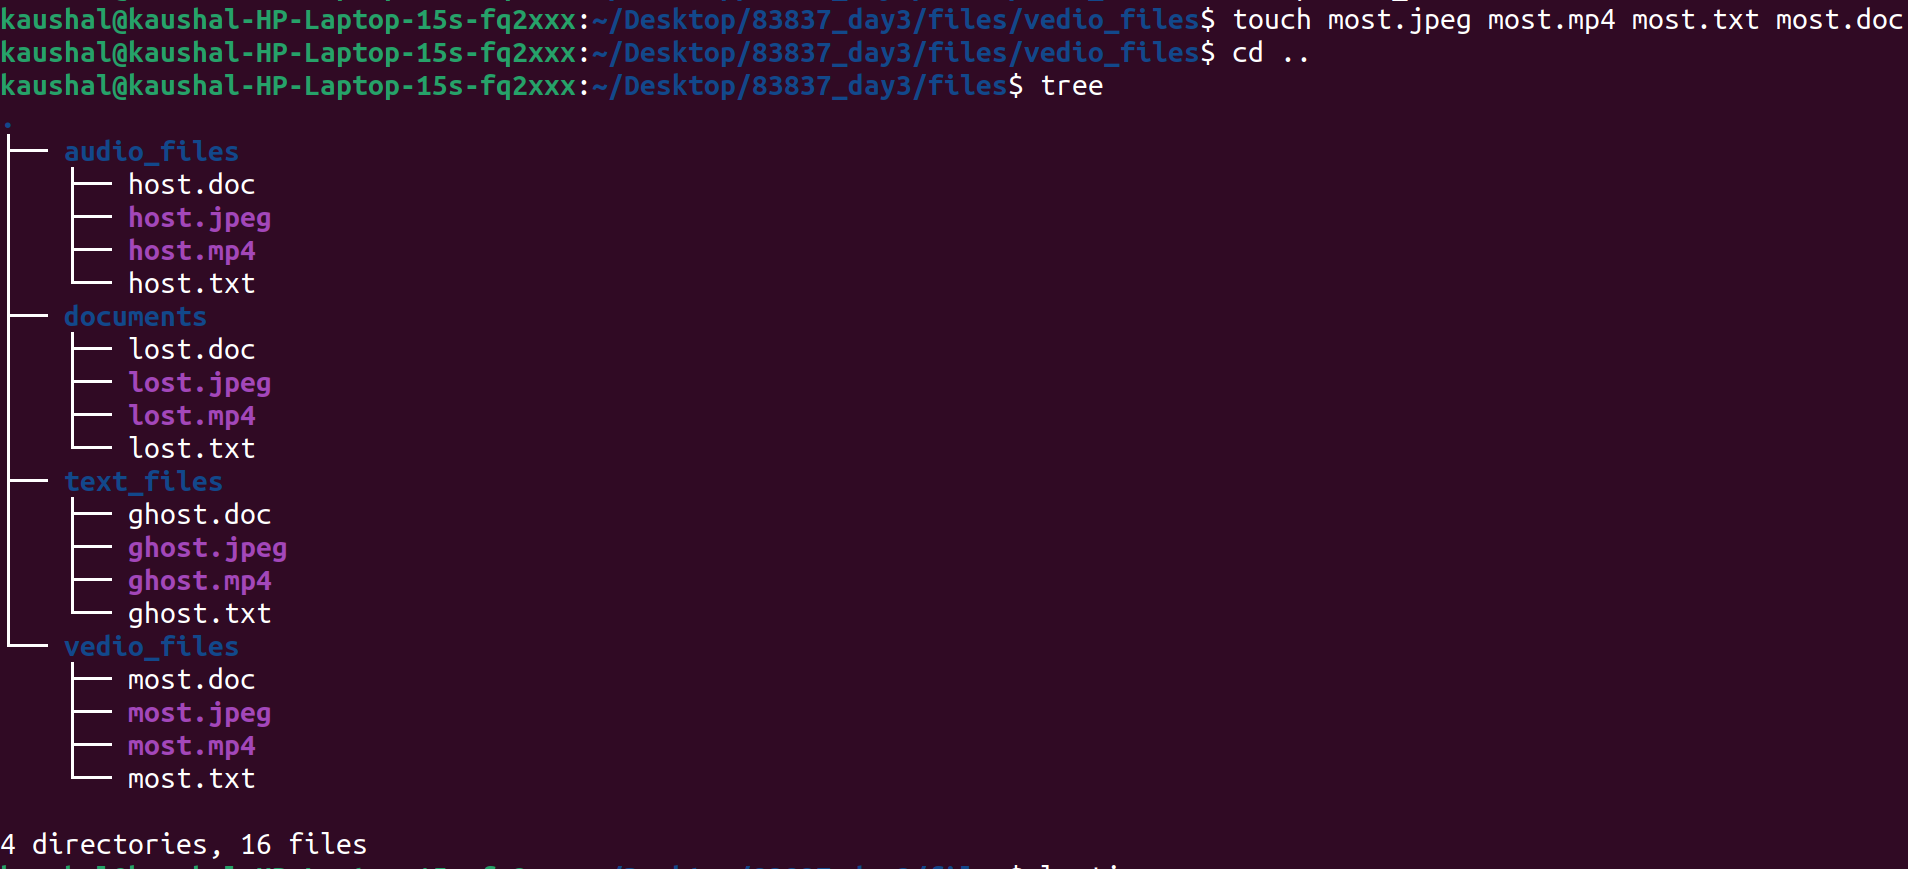 kaushal@kaushal-HP-Laptop-15s-fq2xxx:~/Desktop/83837_day3/files/vedio_files$ touch most.jpeg most.mp4 most.txt most.doc
kaushal@kaushal-HP-Laptop-15s-fq2xxx:~/Desktop/83837_day3/files/vedio_files$ cd ..
kaushal@kaushal-HP-Laptop-15s-fq2xxx:~/Desktop/83837_day3/files$ tree
.
├── audio_files
│   ├── host.doc
│   ├── host.jpeg
│   ├── host.mp4
│   └── host.txt
├── documents
│   ├── lost.doc
│   ├── lost.jpeg
│   ├── lost.mp4
│   └── lost.txt
├── text_files
│   ├── ghost.doc
│   ├── ghost.jpeg
│   ├── ghost.mp4
│   └── ghost.txt
└── vedio_files
    ├── most.doc
    ├── most.jpeg
    ├── most.mp4
    └── most.txt
4 directories, 16 files